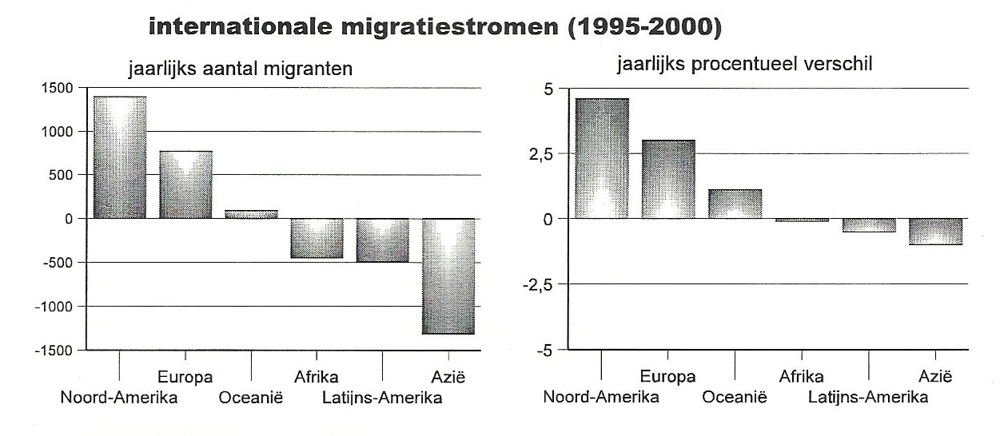 internationale migratiestromen (1995-2000)
jaarlijks aantal migranten
1500
1000
500
0
-500
-1000
-1500
Europa Afrika Azië
Noord-Amerika Oceanië Latijns-Amerika
jaarlijks procentueel verschil
5
2,5
0
-2,5
-5
Europa Afrika Azië
Noord-Amerika Oceanië Latijns-Amerika